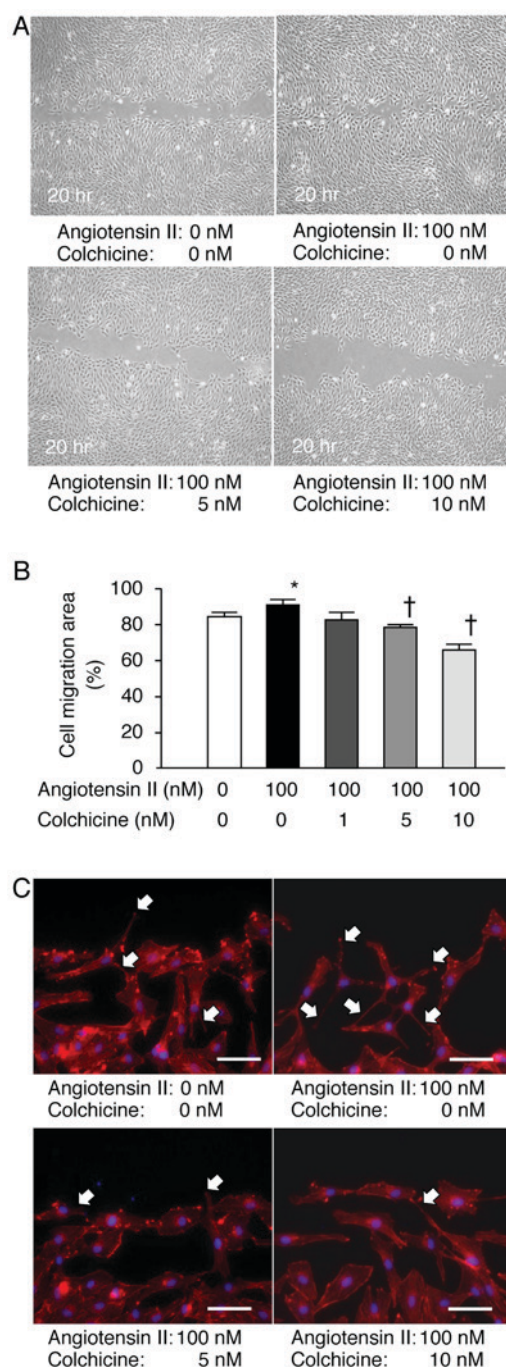 A
20 hr
20 hr
Angiotensin II: 0 nM
Colchicine: 0 nM
Angiotensin II: 100 nM
Colchicine: 0 nM
20 hr
20 hr
Angiotensin II: 100 nM
Colchicine: 5 nM
Angiotensin II: 100 nM
Colchicine: 10 nM
B
Cell migration area
(%)
100
80
60
40
20
0
*
†
†
Angiotensin II (nM) 0 100 100 100 100
Colchicine (nM) 0 0 1 5 10
C
Angiotensin II: 0 nM
Colchicine: 0 nM
Angiotensin II: 100 nM
Colchicine: 0 nM
Angiotensin II: 100 nM
Colchicine: 5 nM
Angiotensin II: 100 nM
Colchicine: 10 nM